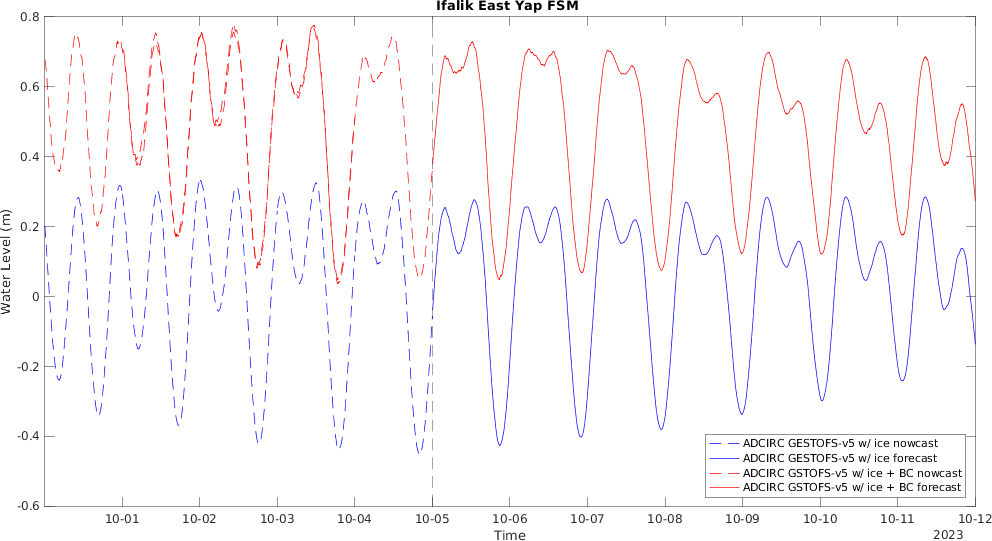 Ifalik East Yap FSM
0.8
0.6
0.4
0.2
0
-0.2
-0.4
-0.6
Water Level (m)
10-01 10-02 10-03 10-04 10-05 10-06 10-07 10-08 10-09 10-10 10-11 10-12
Time
2023
ADCIRC GESTOFS-v5 w/ ice nowcast
ADCIRC GESTOFS-v5 w/ ice forecast
ADCIRC GSTOFS-v5 w/ ice + BC nowcast
ADCIRC GSTOFS-v5 w/ ice + BC forecast